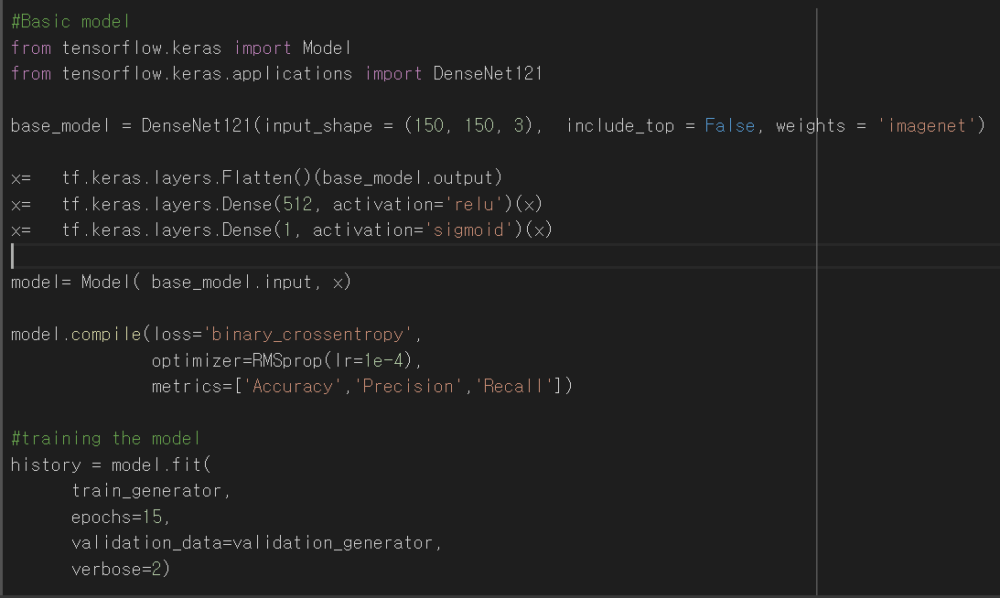 #Basic model
from tensorflow.keras import Model
from tensorflow.keras.applications import DenseNet121
base_model = DenseNet121(input_shape = (150, 150, 3),  include_top = False, weights = 'imagenet')
x=   tf.keras.layers.Flatten()(base_model.output)
x=   tf.keras.layers.Dense(512, activation='relu')(x)
x=   tf.keras.layers.Dense(1, activation='sigmoid')(x)
model= Model( base_model.input, x)
model.compile(loss='binary_crossentropy',
              optimizer=RMSprop(lr=1e-4),
              metrics=['Accuracy','Precision','Recall'])
#training the model
history = model.fit(
      train_generator,
      epochs=15,
      validation_data=validation_generator,
      verbose=2)